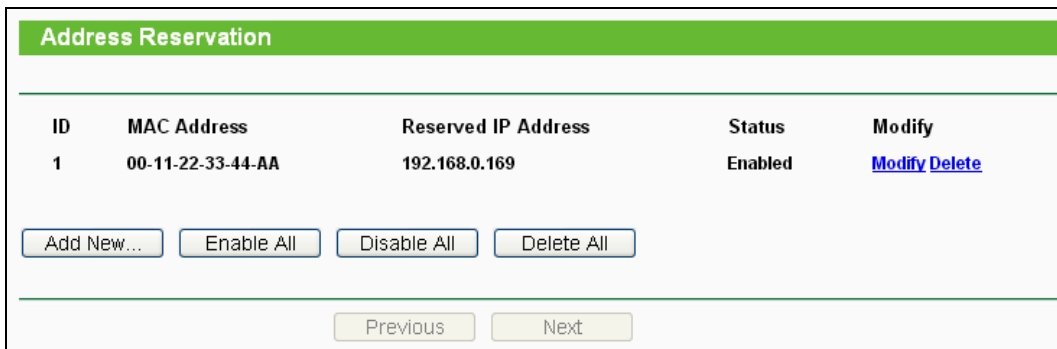 Address Reservation
ID MAC Address Reserved IP Address Status Modify
1 00-11-22-33-44-AA 192.168.0.169 Enabled Modify Delete
Add New... Enable All Disable All Delete All
Previous Next